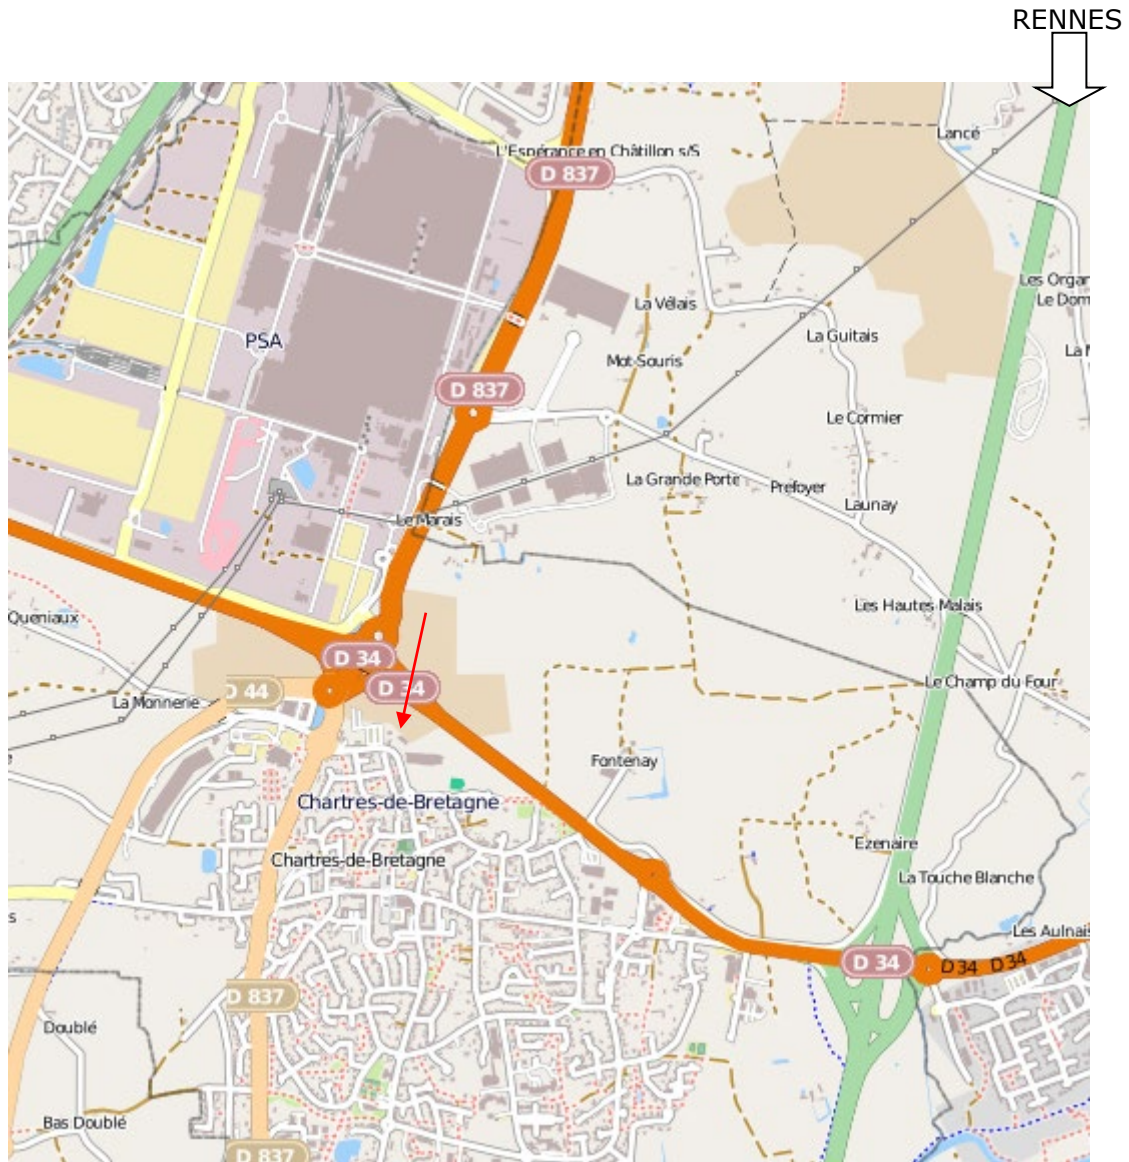 RENNES
Lancé
L'Espérance en Châtillon s/S
D 837
Les Organ
Le Dom
La Vélais
La Guitais
PSA
Mot-Souris
D 837
Le Cormier
La Grande Porte
Prefoyer
Launay
Le Marais
Les Hautes Malais
Queniaux
D 34
D 34
D 44
La Monnerie
Le Champ du Four
Fontenay
Chartres-de-Bretagne
Ezenaire
Chartres-de-Bretagne
La Touche Blanche
Les Aulnais
D 34
D 34 D 34
D 837
Doublé
Bas Doublé
D 837